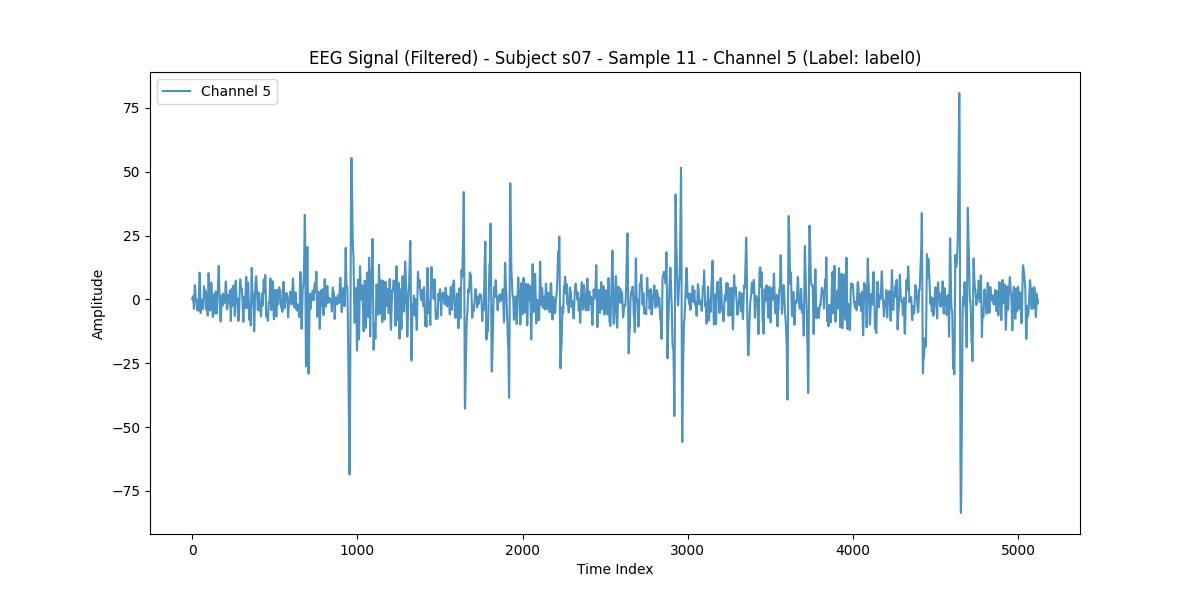 EEG Signal (Filtered) - Subject s07 - Sample 11 - Channel 5 (Label: label0)
Channel 5
75
50
25
0
−25
−50
−75
Amplitude
0 1000 2000 3000 4000 5000
Time Index